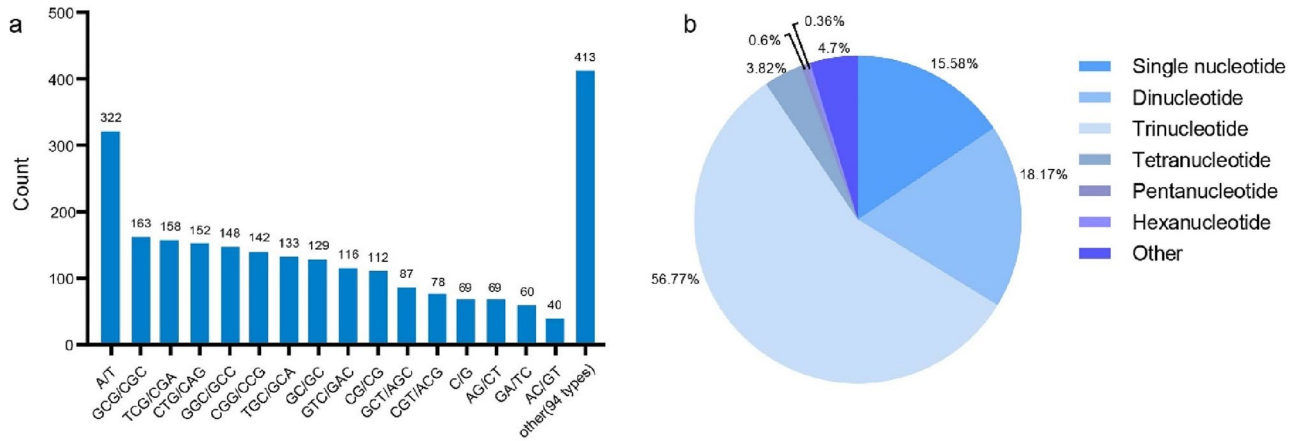 a
Count
500
400
300
200
100
0
322
163
158
152
148
142
133
129
116
112
87
78
69
69
60
40
413
A/T
GCG/CGC
TCG/CGA
CTG/CAG
GGC/GCC
CGG/CCG
TGC/GCA
GC/GC
GTC/GAC
CG/CG
GCT/AGC
CGT/ACG
C/G
AG/CT
GA/TC
AC/GT
other(94 types)
b
0.36%
0.6%
4.7%
3.82%
15.58%
18.17%
56.77%
Single nucleotide
Dinucleotide
Trinucleotide
Tetranucleotide
Pentanucleotide
Hexanucleotide
Other